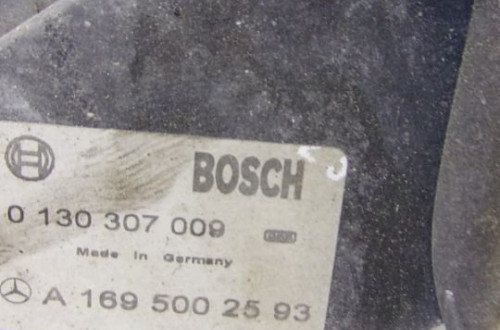 BOSCH
0 130 307 009
Made in Germany
A 169 500 25 93